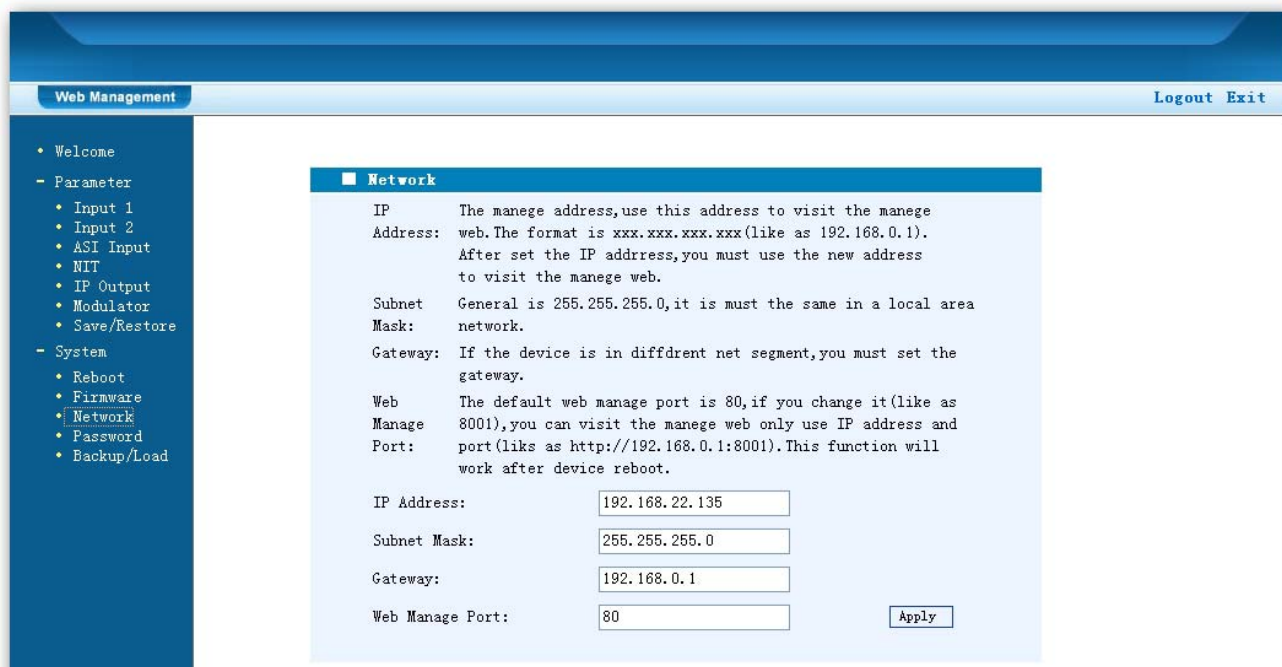 Web Management
Logout Exit
Welcome
Parameter
Input 1
Input 2
ASI Input
NIT
IP Output
Modulator
Save/Restore
System
Reboot
Firmware
Network
Password
Backup/Load
Network
IP Address: The manege address,use this address to visit the manege
web.The format is xxx.xxx.xxx.xxx(like as 192.168.0.1).
After set the IP addrress,you must use the new address
to visit the manege web.
Subnet Mask: General is 255.255.255.0,it is must the same in a local area
network.
Gateway: If the device is in diffdrent net segment,you must set the
gateway.
Web Manage Port: The default web manage port is 80,if you change it(like as
8001),you can visit the manage web only use IP address and
port(liks as http://192.168.0.1:8001).This function will
work after device reboot.
IP Address: 192.168.22.135
Subnet Mask: 255.255.255.0
Gateway: 192.168.0.1
Web Manage Port: 80 Apply